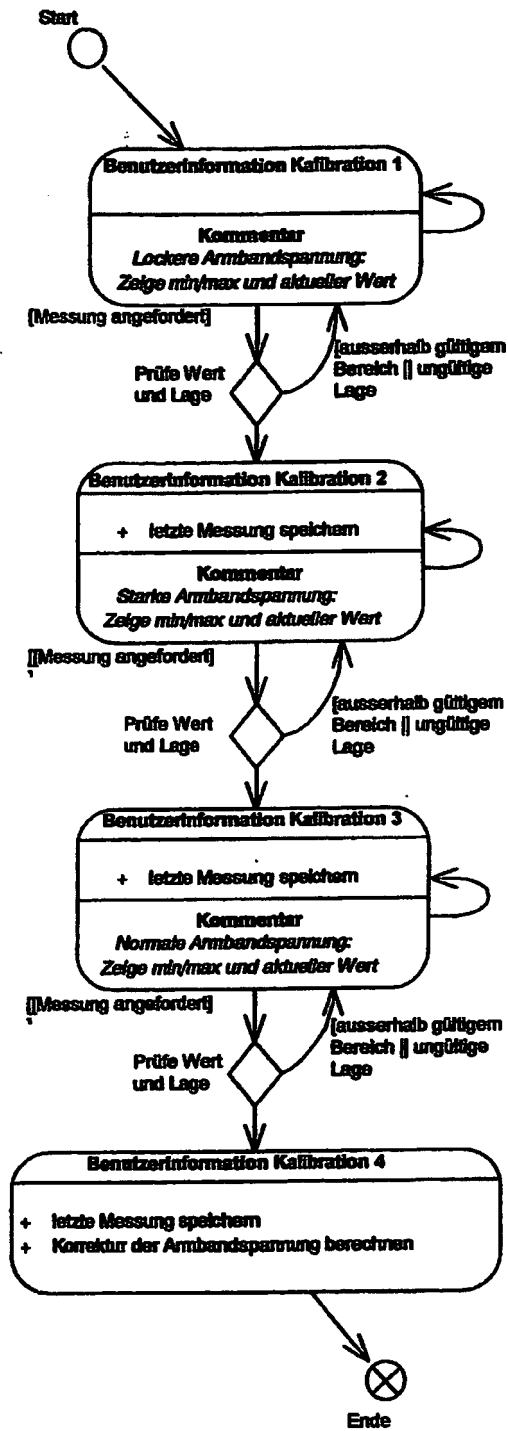 Start
Benutzerinformation Kalibration 1
Kommentar
Lockere Armbandspannung:
Zeige min/max und aktueller Wert
[Messung angefordert]
Prüfe Wert
und Lage
[ausserhalb gültigem
Bereich || ungültige
Lage
Benutzerinformation Kalibration 2
+ letzte Messung speichern
Kommentar
Starke Armbandspannung:
Zeige min/max und aktueller Wert
[[Messung angefordert]
Prüfe Wert
und Lage
[ausserhalb gültigem
Bereich || ungültige
Lage
Benutzerinformation Kalibration 3
+ letzte Messung speichern
Kommentar
Normale Armbandspannung:
Zeige min/max und aktueller Wert
[[Messung angefordert]
Prüfe Wert
und Lage
[ausserhalb gültigem
Bereich || ungültige
Lage
Benutzerinformation Kalibration 4
+ letzte Messung speichern
+ Korrektur der Armbandspannung berechnen
Ende